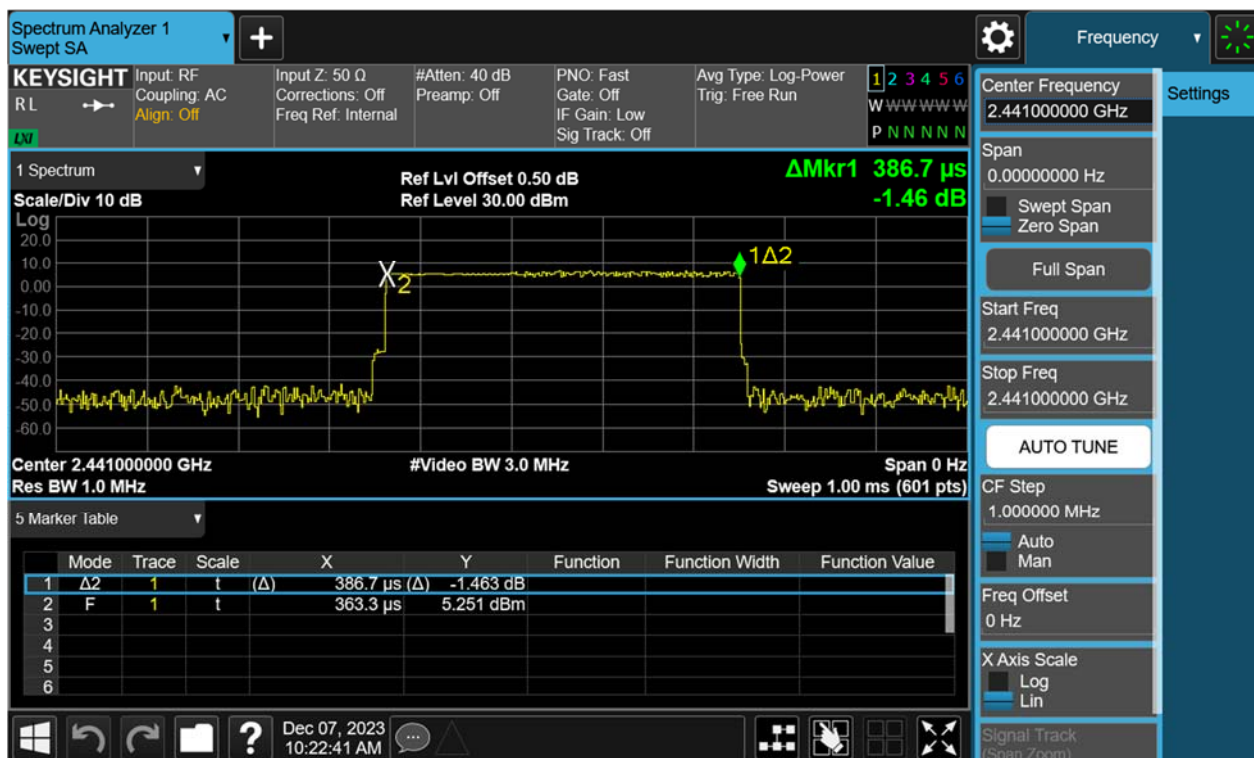 Spectrum Analyzer 1
Swept SA
Frequency
KEYSIGHT
R L
LXI
Input: RF
Coupling: AC
Align: Off
Input Z: 50 Ω
Corrections: Off
Freq Ref: Internal
#Atten: 40 dB
Preamp: Off
PNO: Fast
Gate: Off
IF Gain: Low
Sig Track: Off
Avg Type: Log-Power
Trig: Free Run
1 2 3 4 5 6
W W W W W W
P N N N N N
1 Spectrum
Scale/Div 10 dB
Ref Lvl Offset 0.50 dB
Ref Level 30.00 dBm
ΔMkr1 386.7 µs
-1.46 dB
Log
20.0
10.0
0.00
-10.0
-20.0
-30.0
-40.0
-50.0
-60.0
X2
1Δ2
Center 2.441000000 GHz
#Video BW 3.0 MHz
Span 0 Hz
Res BW 1.0 MHz
Sweep 1.00 ms (601 pts)
5 Marker Table
Mode Trace Scale X Y Function Function Width Function Value
1 Δ2 1 t (Δ) 386.7 µs (Δ) -1.463 dB
2 F 1 t 363.3 µs 5.251 dBm
3
4
5
6
Dec 07, 2023
10:22:41 AM
Center Frequency
2.441000000 GHz
Settings
Span
0.00000000 Hz
Swept Span
Zero Span
Full Span
Start Freq
2.441000000 GHz
Stop Freq
2.441000000 GHz
AUTO TUNE
CF Step
1.000000 MHz
Auto
Man
Freq Offset
0 Hz
X Axis Scale
Log
Lin
Signal Track
(Span Zoom)